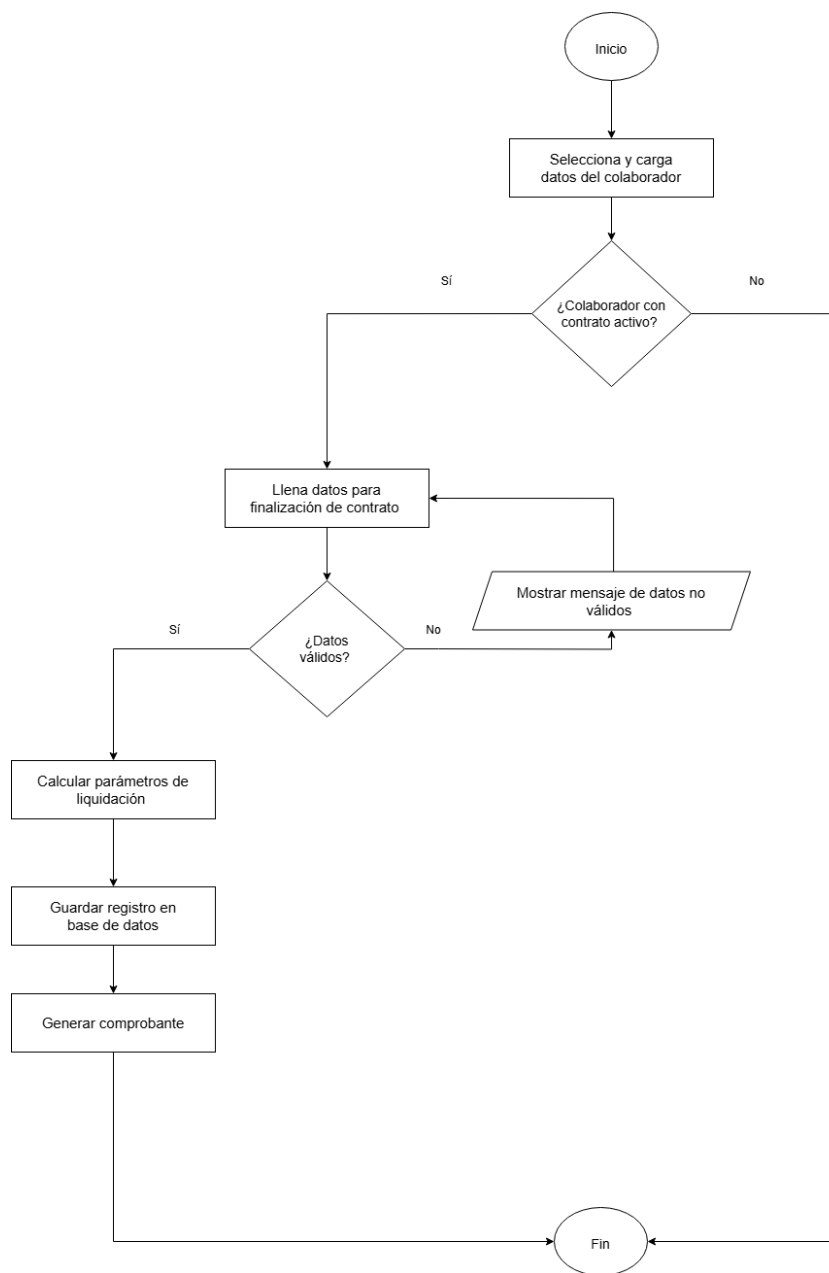 Inicio
Selecciona y carga
datos del colaborador
Sí
No
¿Colaborador con
contrato activo?
Llena datos para
finalización de contrato
Mostrar mensaje de datos no
válidos
Sí
No
¿Datos
válidos?
Calcular parámetros de
liquidación
Guardar registro en
base de datos
Generar comprobante
Fin